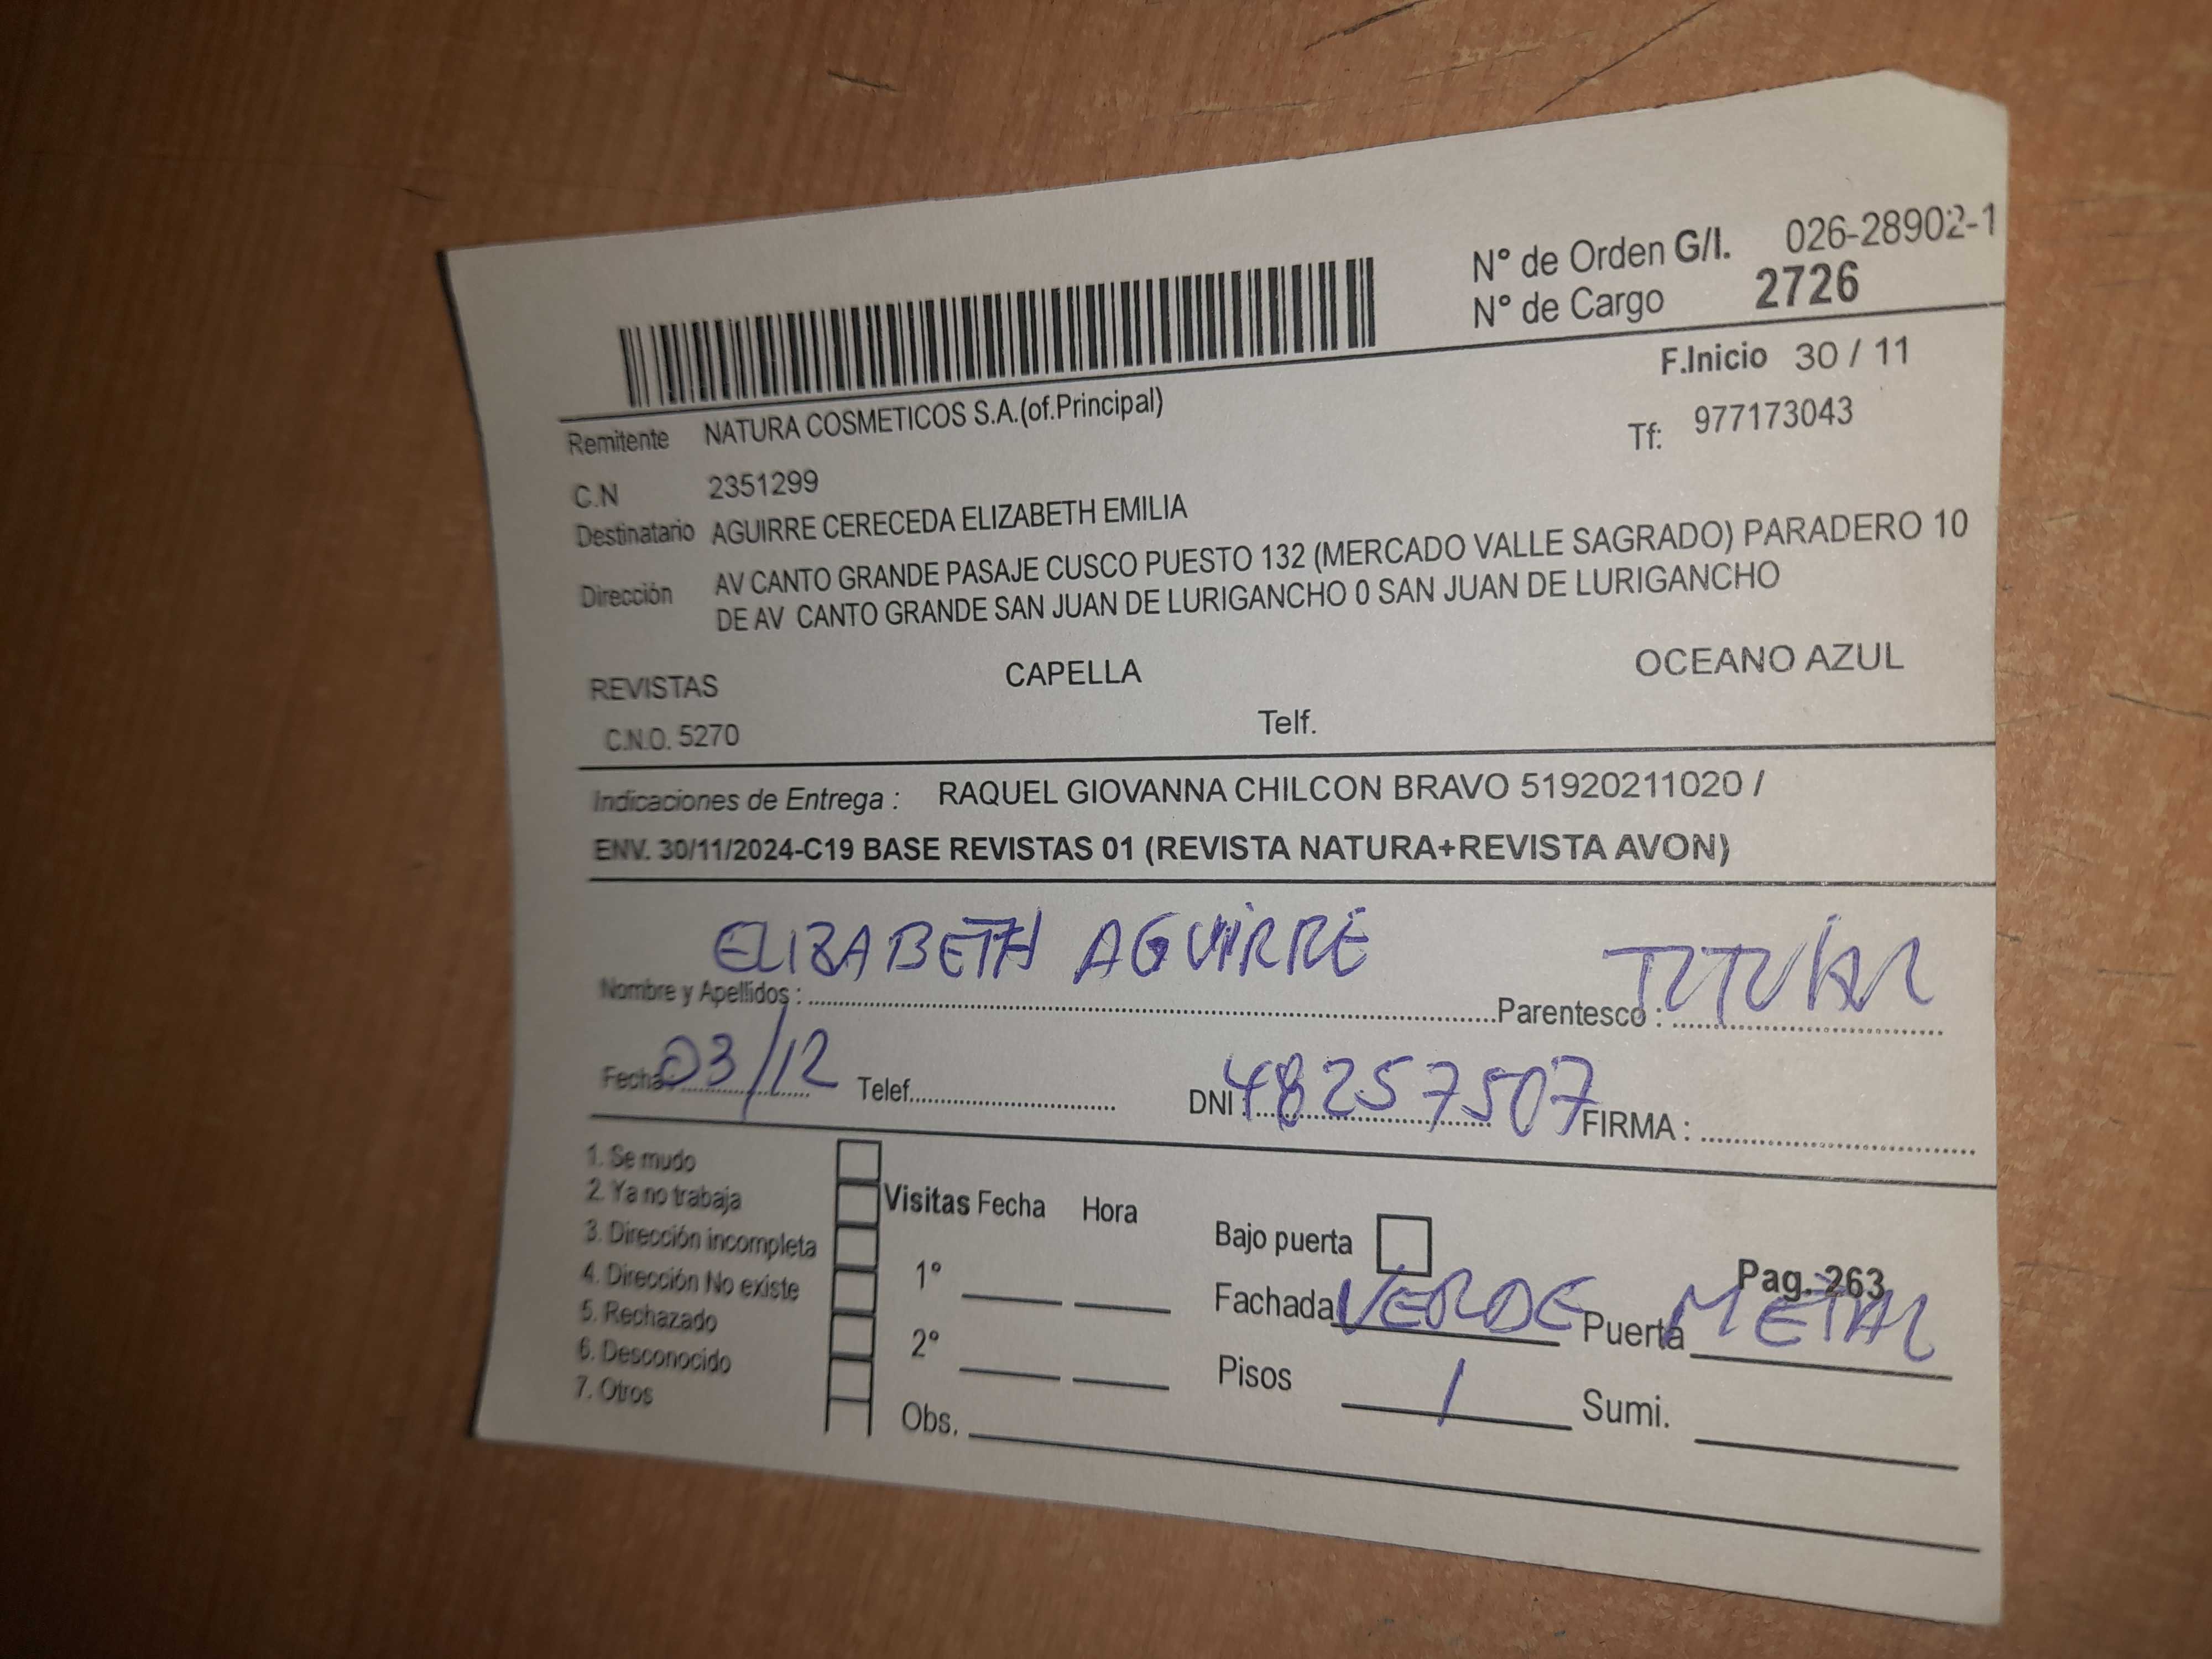 N° de Orden G/I. 026-28902-1
N° de Cargo 2726
F.Inicio 30 / 11
Remitente NATURA COSMETICOS S.A.(of.Principal)
Tf: 977173043
C.N 2351299
Destinatario AGUIRRE CERECEDA ELIZABETH EMILIA
Dirección AV CANTO GRANDE PASAJE CUSCO PUESTO 132 (MERCADO VALLE SAGRADO) PARADERO 10
DE AV CANTO GRANDE SAN JUAN DE LURIGANCHO 0 SAN JUAN DE LURIGANCHO
REVISTAS CAPELLA OCEANO AZUL
C.N.O. 5270 Telf.
Indicaciones de Entrega : RAQUEL GIOVANNA CHILCON BRAVO 51920211020 /
ENV. 30/11/2024-C19 BASE REVISTAS 01 (REVISTA NATURA+REVISTA AVON)
Nombre y Apellidos : ELIZABETH AGUIRRE Parentesco : TITULAR
Fecha : 03/12 Telef. DNI : 48257507 FIRMA :
1. Se mudo
2. Ya no trabaja
3. Dirección incompleta
4. Dirección No existe
5. Rechazado
6. Desconocido
7. Otros
Visitas Fecha Hora
1°
2°
Obs.
Bajo puerta
Pag. 263
Fachada VERDE Puerta METAL
Pisos 1 Sumi.